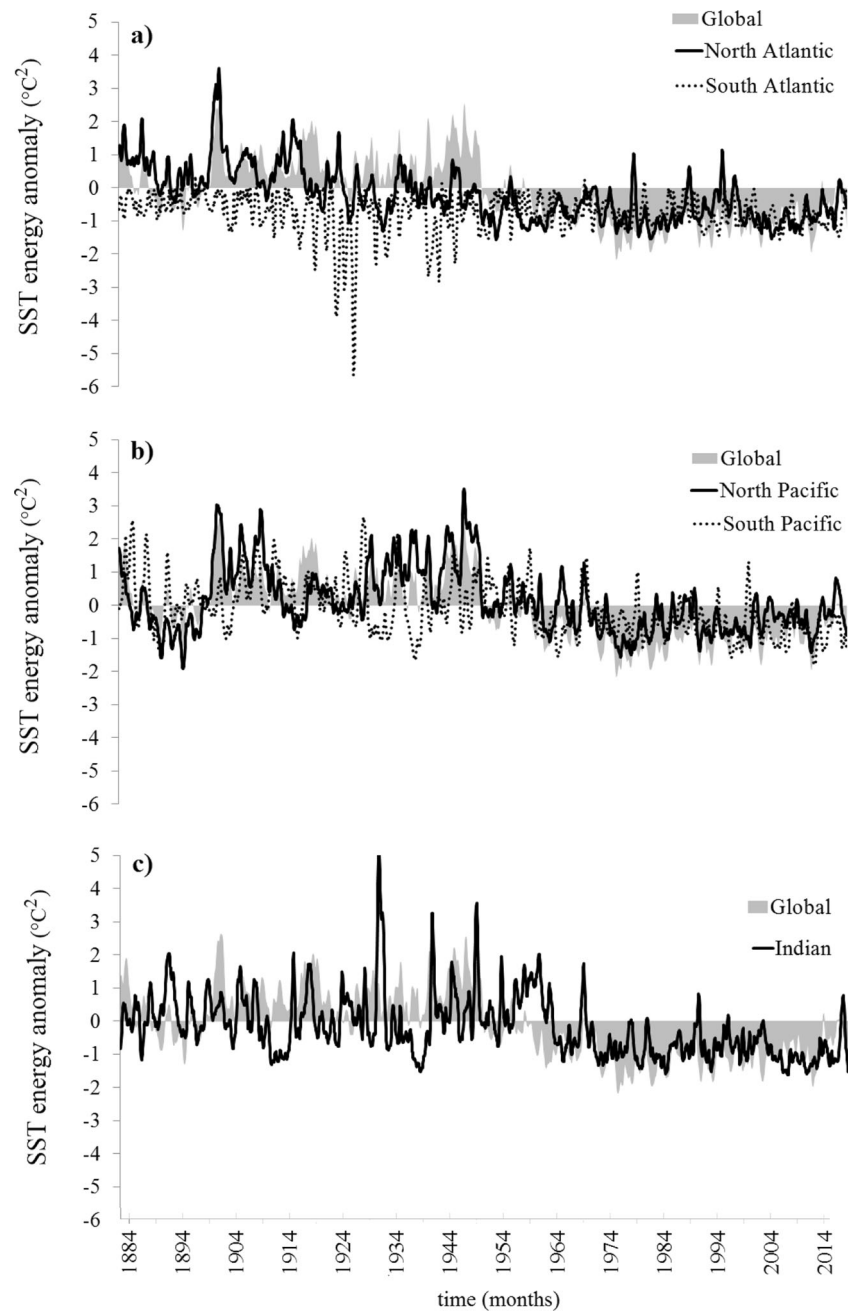 a)
Global
North Atlantic
South Atlantic
SST energy anomaly (°C²)
5
4
3
2
1
0
-1
-2
-3
-4
-5
-6
b)
Global
North Pacific
South Pacific
SST energy anomaly (°C²)
5
4
3
2
1
0
-1
-2
-3
-4
-5
-6
c)
Global
Indian
SST energy anomaly (°C²)
5
4
3
2
1
0
-1
-2
-3
-4
-5
-6
1884 1894 1904 1914 1924 1934 1944 1954 1964 1974 1984 1994 2004 2014
time (months)